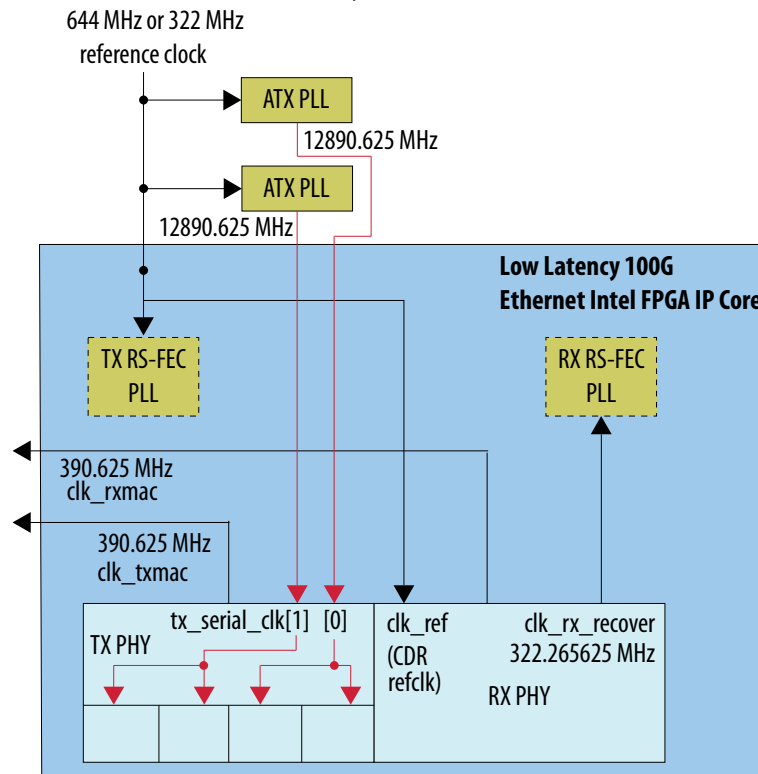 644 MHz or 322 MHz
reference clock
ATX PLL
12890.625 MHz
ATX PLL
12890.625 MHz
Low Latency 100G
Ethernet Intel FPGA IP Core
TX RS-FEC
PLL
RX RS-FEC
PLL
390.625 MHz
clk_rxmac
390.625 MHz
clk_txmac
tx_serial_clk[1] [0]
TX PHY
clk_ref
(CDR
refclk)
clk_rx_recover
322.265625 MHz
RX PHY